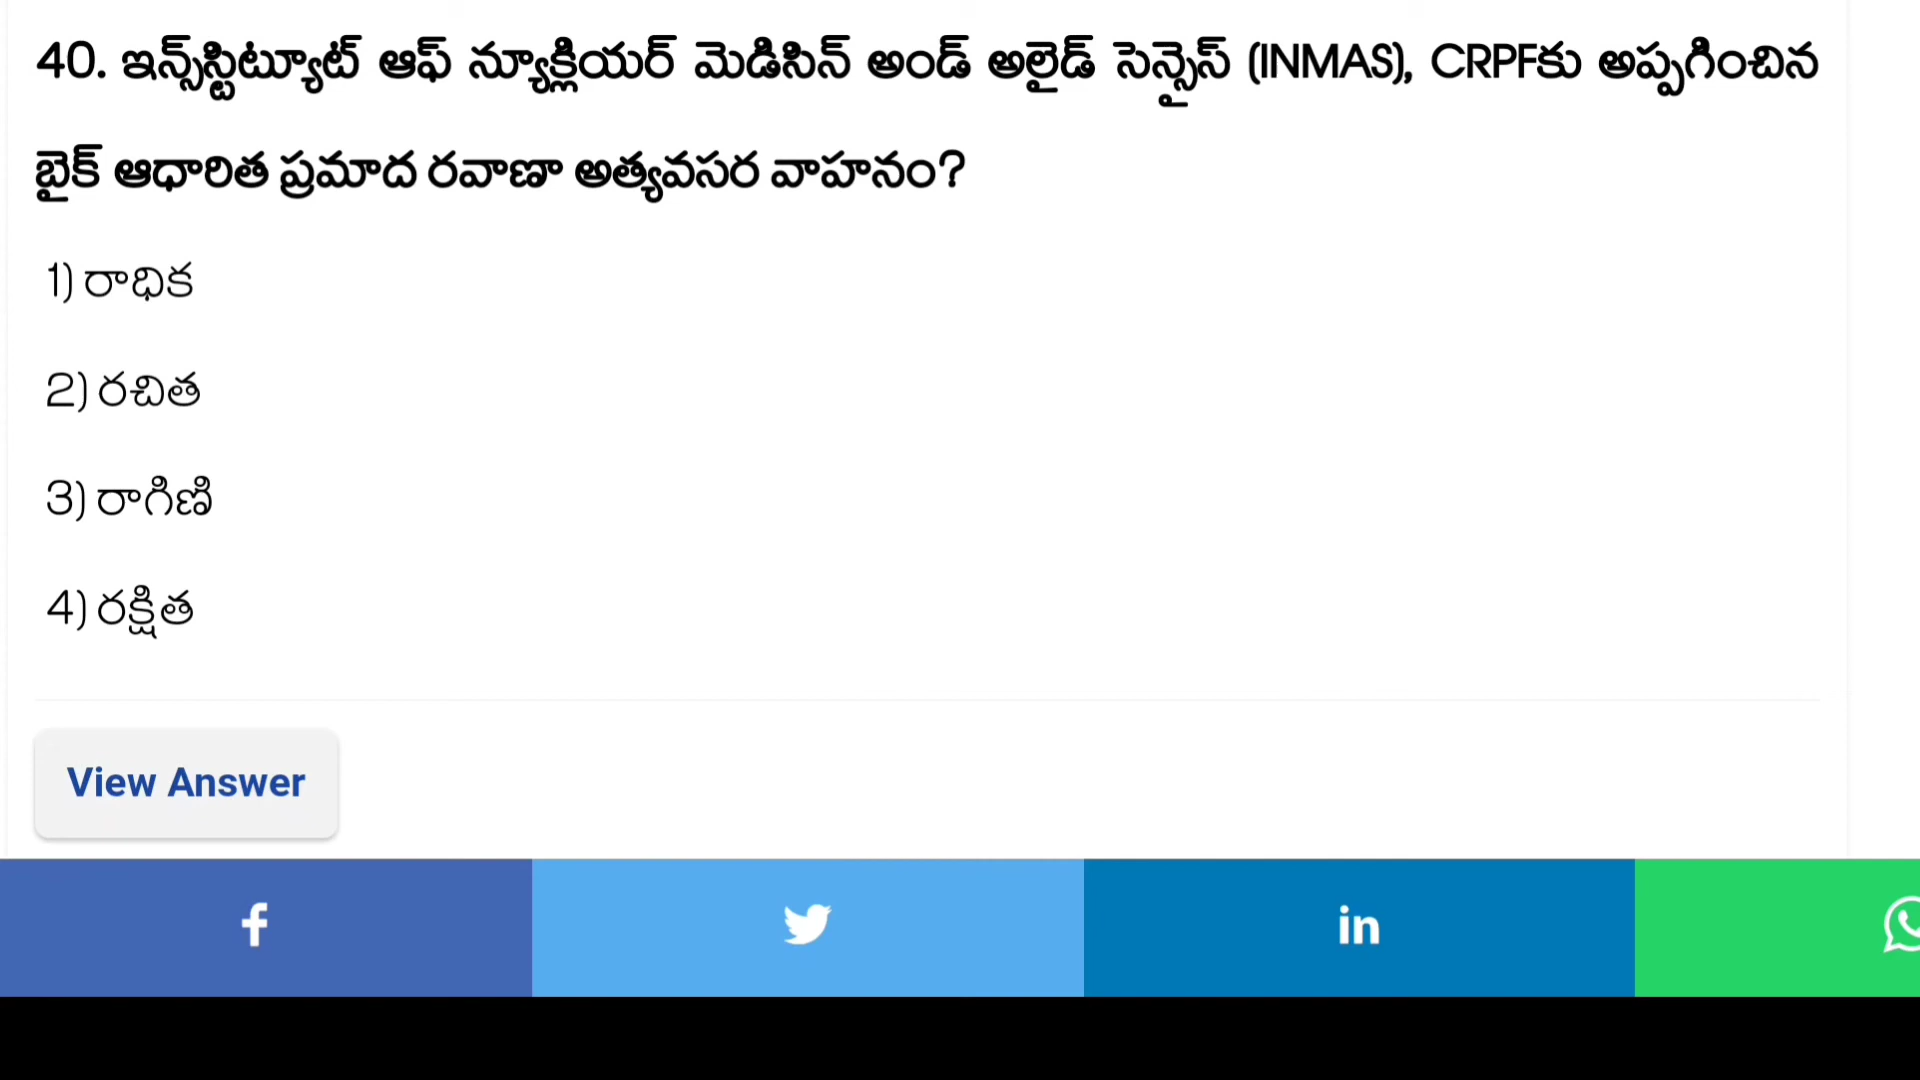 40. ఇన్స్‌స్టిట్యూట్ ఆఫ్ న్యూక్లియర్ మెడిసిన్ అండ్ అలైడ్ సెన్సైస్ (INMAS), CRPFకు అప్పగించిన
బైక్ ఆధారిత ప్రమాద రవాణా అత్యవసర వాహనం?
1) రాధిక
2) రచిత
3) రాగిణి
4) రక్షిత
View Answer